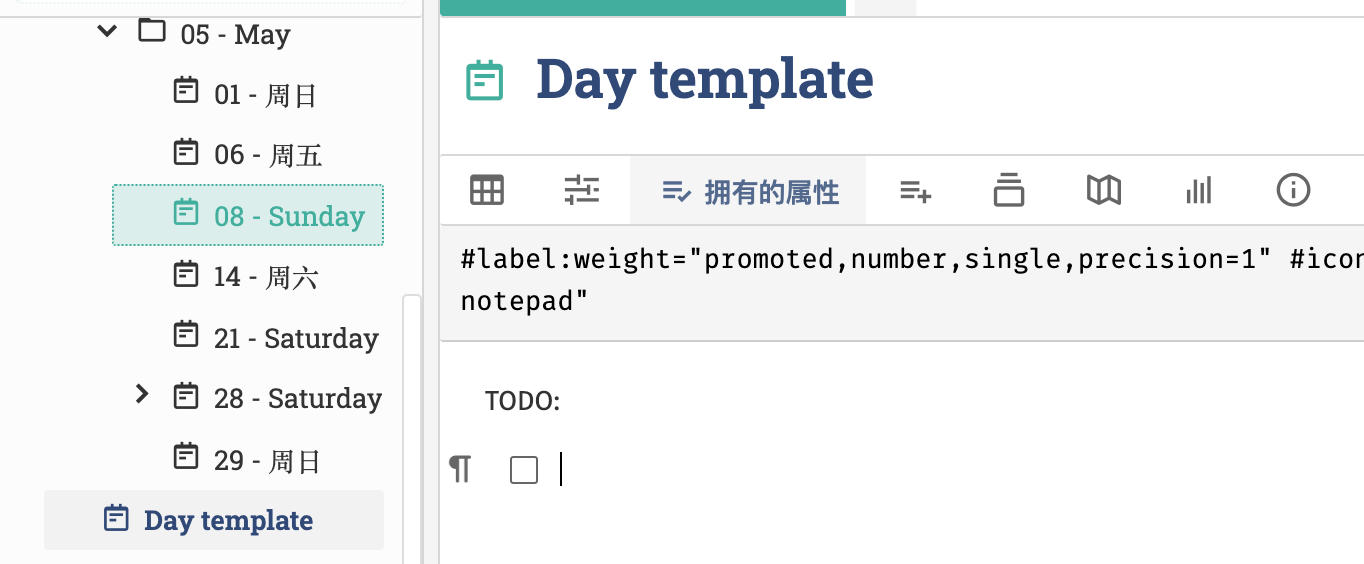 05 - May
01 - 周日
06 - 周五
08 - Sunday
14 - 周六
21 - Saturday
28 - Saturday
29 - 周日
Day template
Day template
拥有的属性
#label:weight="promoted,number,single,precision=1" #icon
notepad"
TODO: